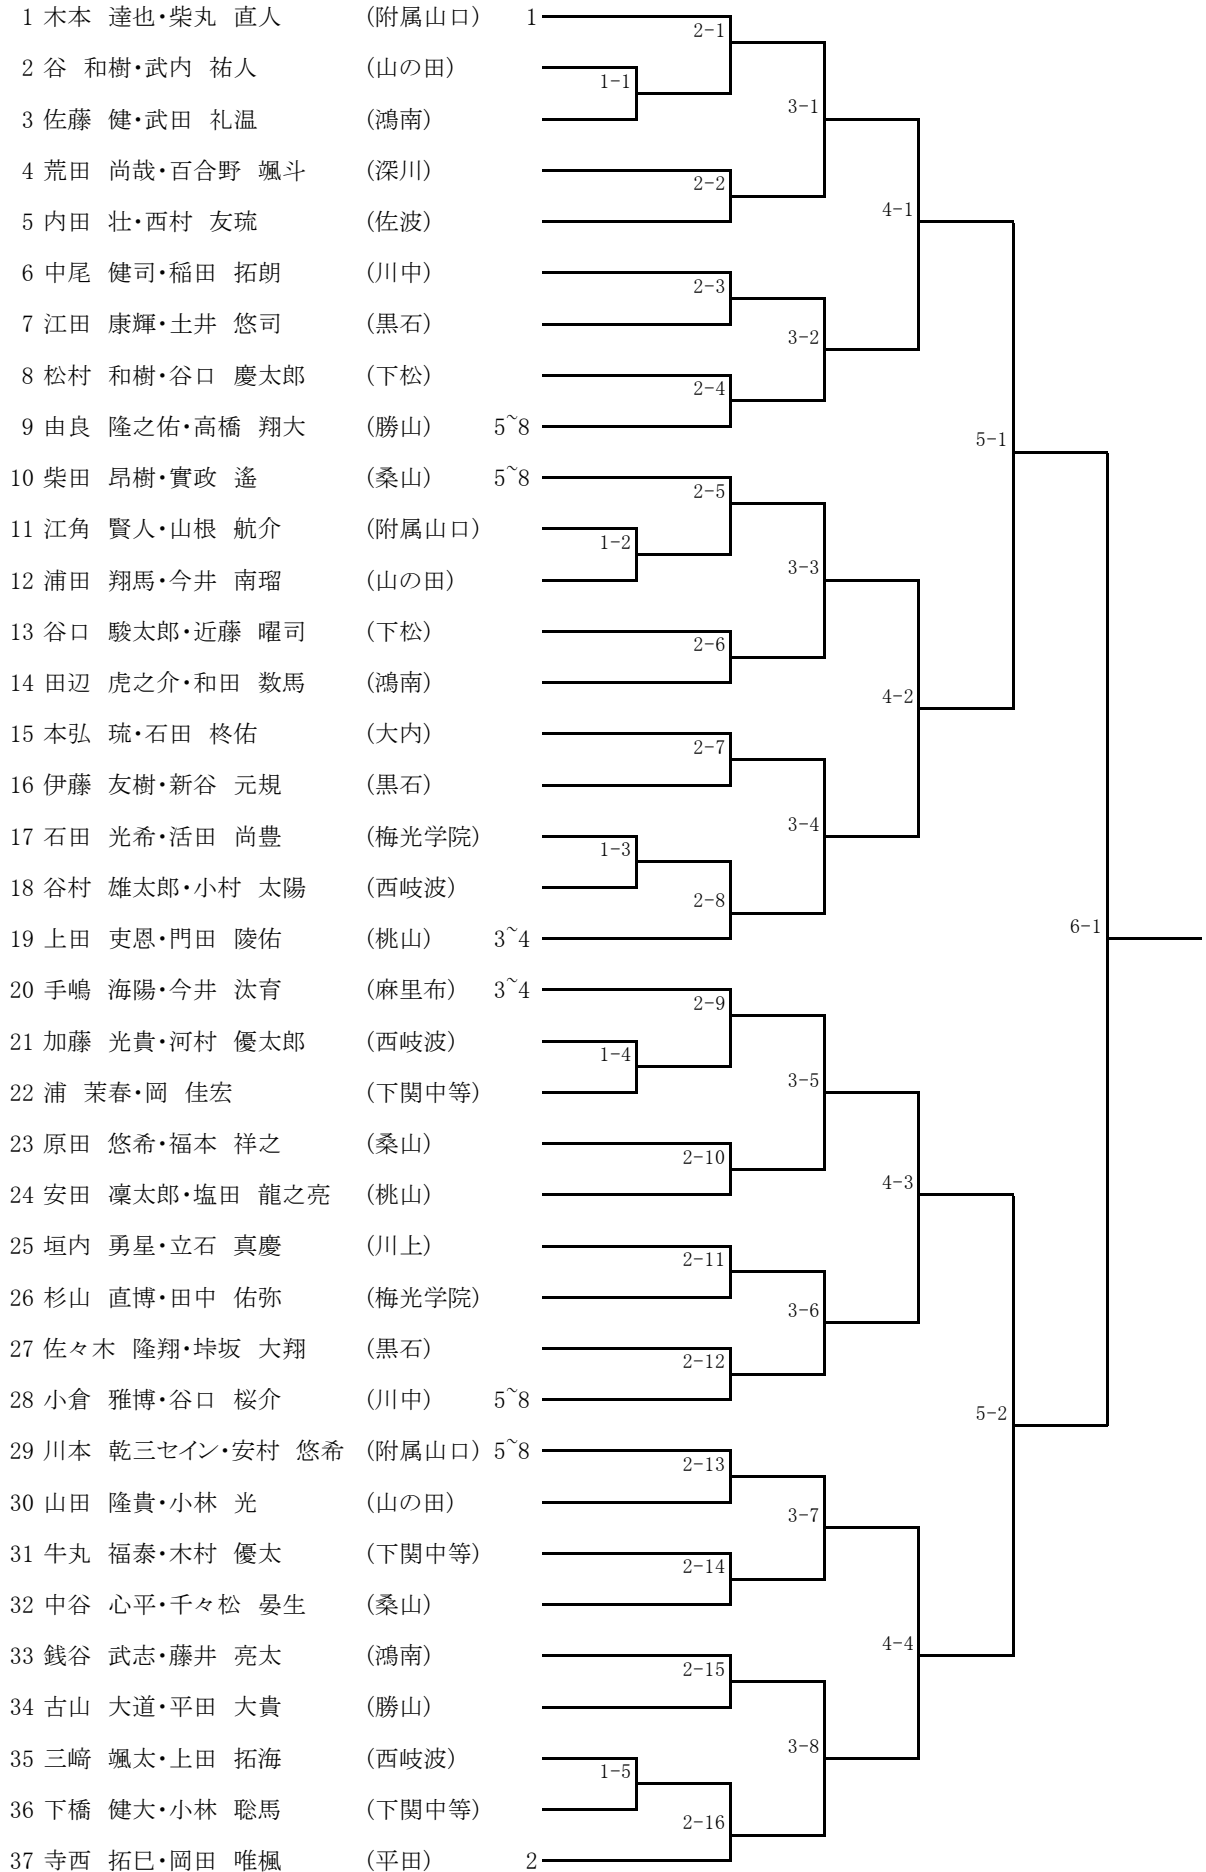 1 木本 達也・柴丸 直人 (附属山口) 1
2-1
2 谷 和樹・武内 祐人 (山の田)
1-1
3-1
3 佐藤 健・武田 礼温 (鴻南)
4 荒田 尚哉・百合野 颯斗 (深川)
2-2
4-1
5 内田 壮・西村 友琉 (佐波)
6 中尾 健司・稲田 拓朗 (川中)
2-3
7 江田 康輝・土井 悠司 (黒石)
3-2
8 松村 和樹・谷口 慶太郎 (下松)
2-4
9 由良 隆之佑・高橋 翔大 (勝山) 5~8
5-1
10 柴田 昂樹・實政 遙 (桑山) 5~8
2-5
11 江角 賢人・山根 航介 (附属山口)
1-2
3-3
12 浦田 翔馬・今井 南瑠 (山の田)
13 谷口 駿太郎・近藤 曜司 (下松)
2-6
14 田辺 虎之介・和田 数馬 (鴻南)
4-2
15 本弘 琉・石田 柊佑 (大内)
2-7
16 伊藤 友樹・新谷 元規 (黒石)
3-4
17 石田 光希・活田 尚豊 (梅光学院)
1-3
18 谷村 雄太郎・小村 太陽 (西岐波)
2-8
6-1
19 上田 吏恩・門田 陵佑 (桃山) 3~4
20 手嶋 海陽・今井 汰育 (麻里布) 3~4
2-9
21 加藤 光貴・河村 優太郎 (西岐波)
1-4
3-5
22 浦 茉春・岡 佳宏 (下関中等)
23 原田 悠希・福本 祥之 (桑山)
2-10
4-3
24 安田 凜太郎・塩田 龍之亮 (桃山)
25 垣内 勇星・立石 真慶 (川上)
2-11
26 杉山 直博・田中 佑弥 (梅光学院)
3-6
27 佐々木 隆翔・垰坂 大翔 (黒石)
2-12
28 小倉 雅博・谷口 桜介 (川中) 5~8
5-2
29 川本 乾三セイン・安村 悠希 (附属山口) 5~8
2-13
30 山田 隆貴・小林 光 (山の田)
3-7
31 牛丸 福泰・木村 優太 (下関中等)
2-14
32 中谷 心平・千々松 晏生 (桑山)
4-4
33 銭谷 武志・藤井 亮太 (鴻南)
2-15
34 古山 大道・平田 大貴 (勝山)
3-8
35 三﨑 颯太・上田 拓海 (西岐波)
1-5
36 下橋 健大・小林 聡馬 (下関中等)
2-16
37 寺西 拓巳・岡田 唯楓 (平田) 2